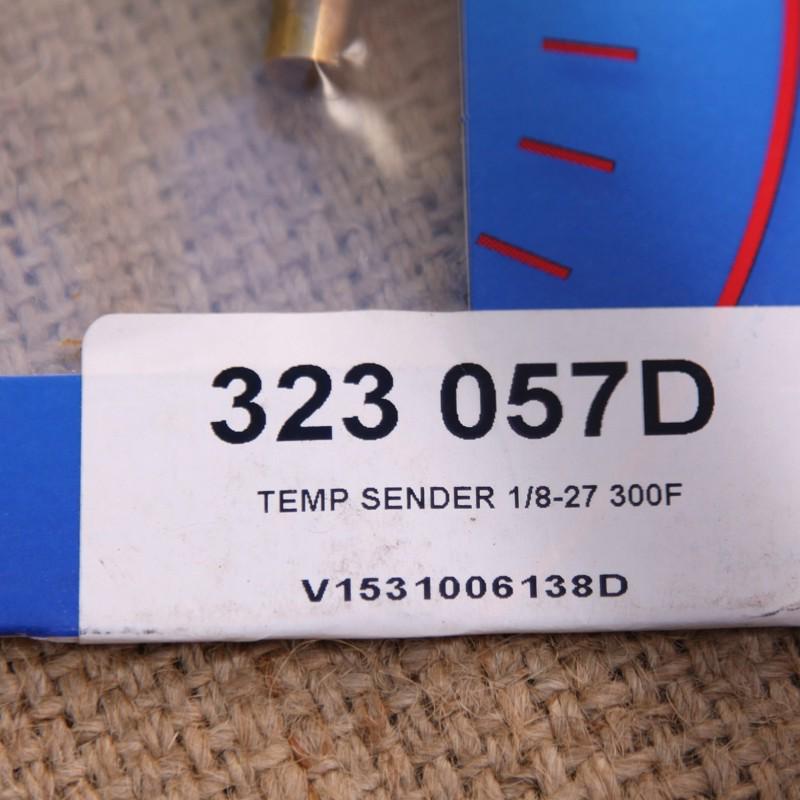 323 057D
TEMP SENDER 1/8-27 300F
V1531006138D